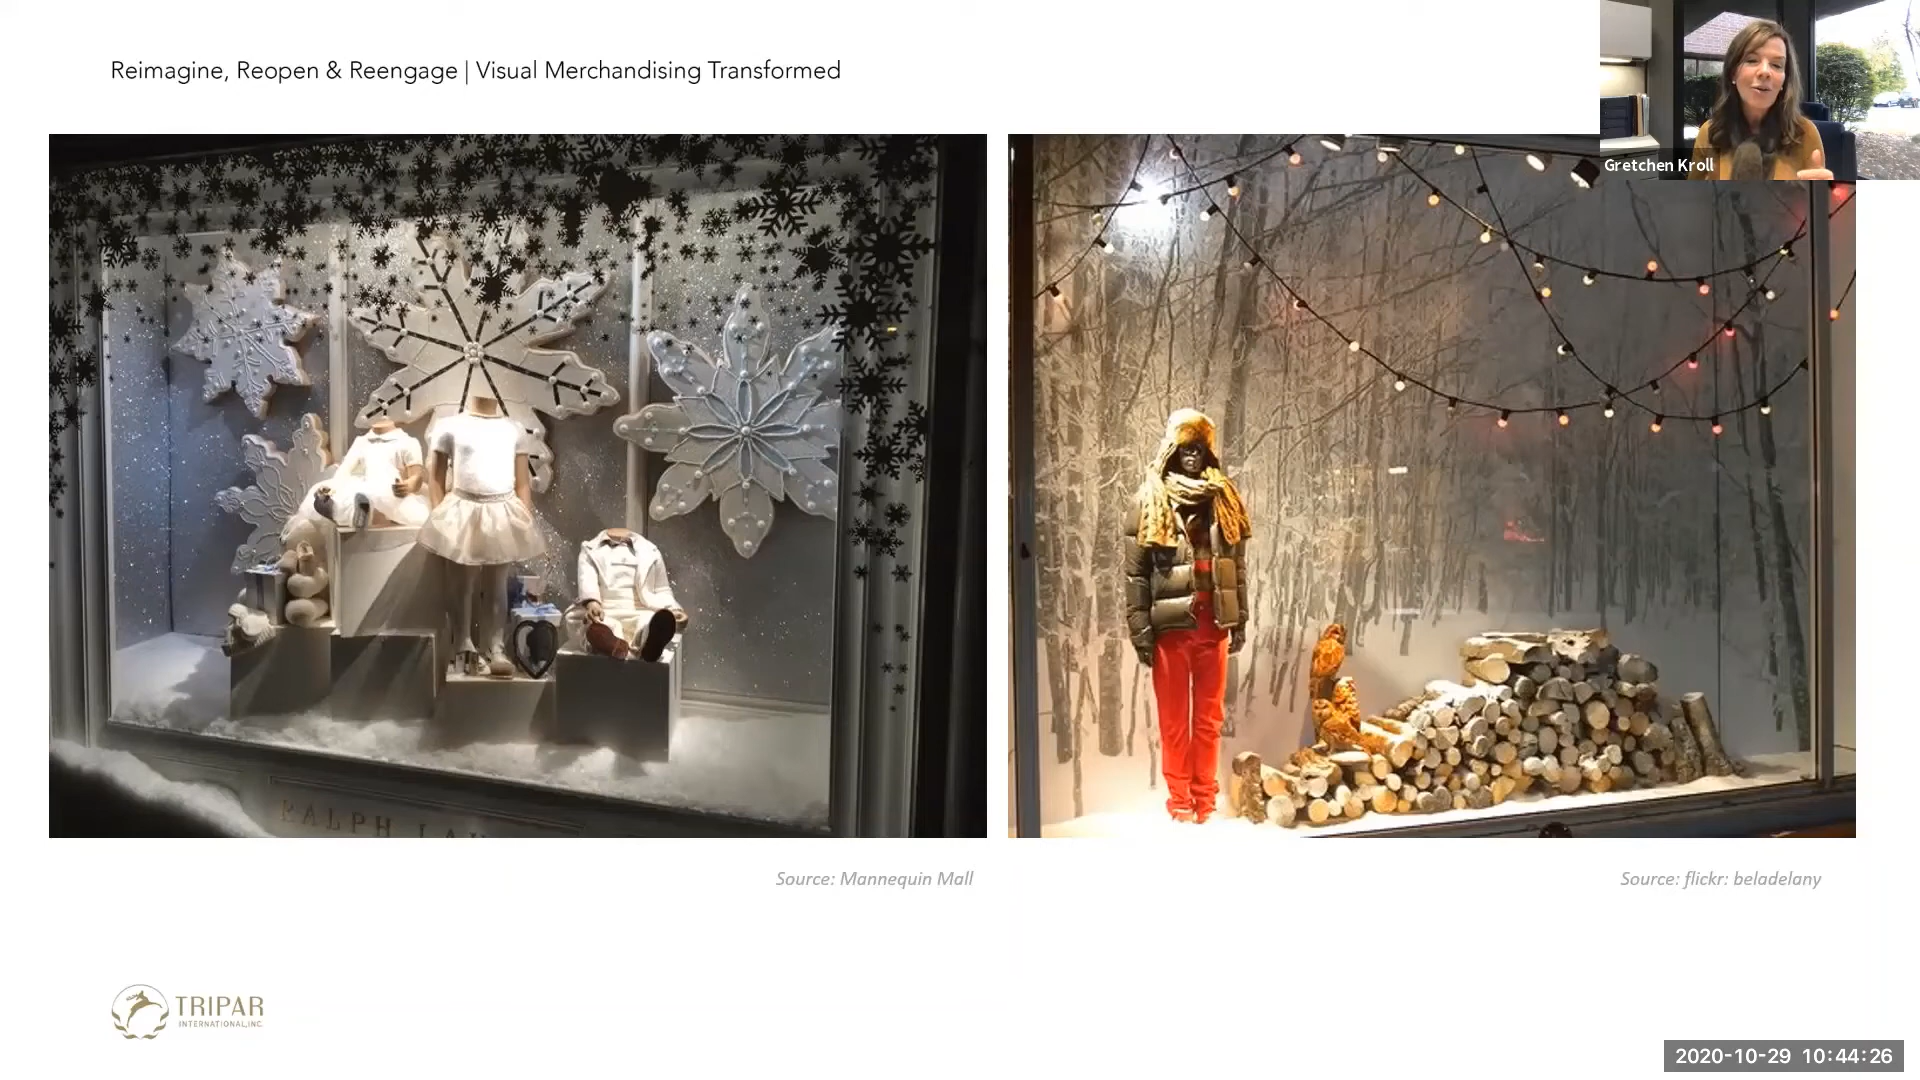 Reimagine, Reopen & Reengage | Visual Merchandising Transformed
Gretchen Kroll
RALPH
Source: Mannequin Mall
Source: flickr: beladelany
TRIPAR
INTERNATIONAL, INC.
2020-10-29 10:44:26